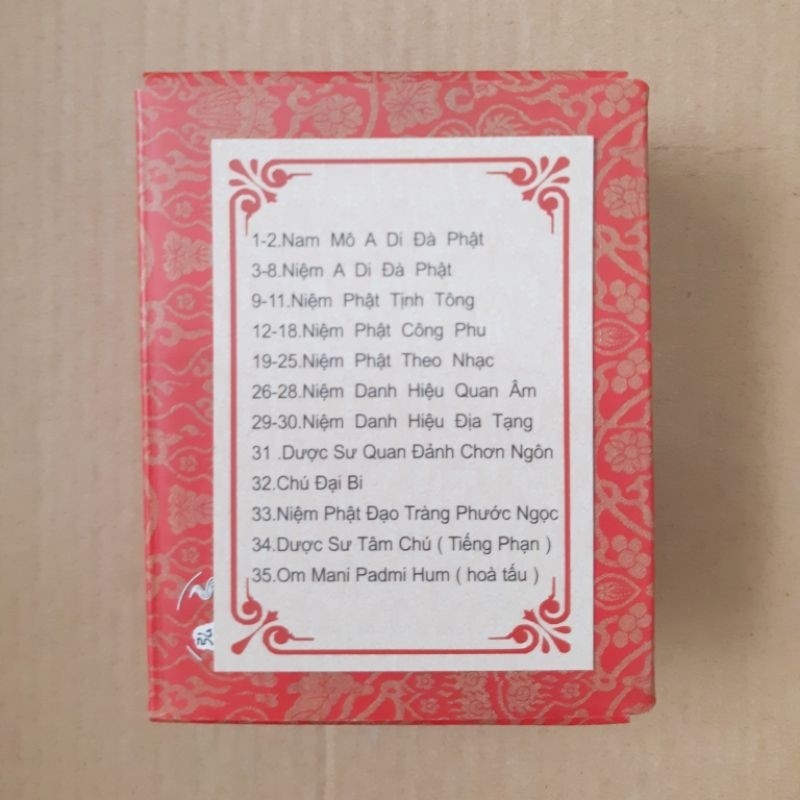 1-2.Nam Mô A Di Đà Phật
3-8.Niệm A Di Đà Phật
9-11.Niệm Phật Tịnh Tông
12-18.Niệm Phật Công Phu
19-25.Niệm Phật Theo Nhạc
26-28.Niệm Danh Hiệu Quan Âm
29-30.Niệm Danh Hiệu Địa Tạng
31 .Dược Sư Quan Đảnh Chơn Ngôn
32.Chú Đại Bi
33.Niệm Phật Đạo Tràng Phước Ngọc
34.Dược Sư Tâm Chú ( Tiếng Phạn )
35.Om Mani Padmi Hum ( hoà tấu )